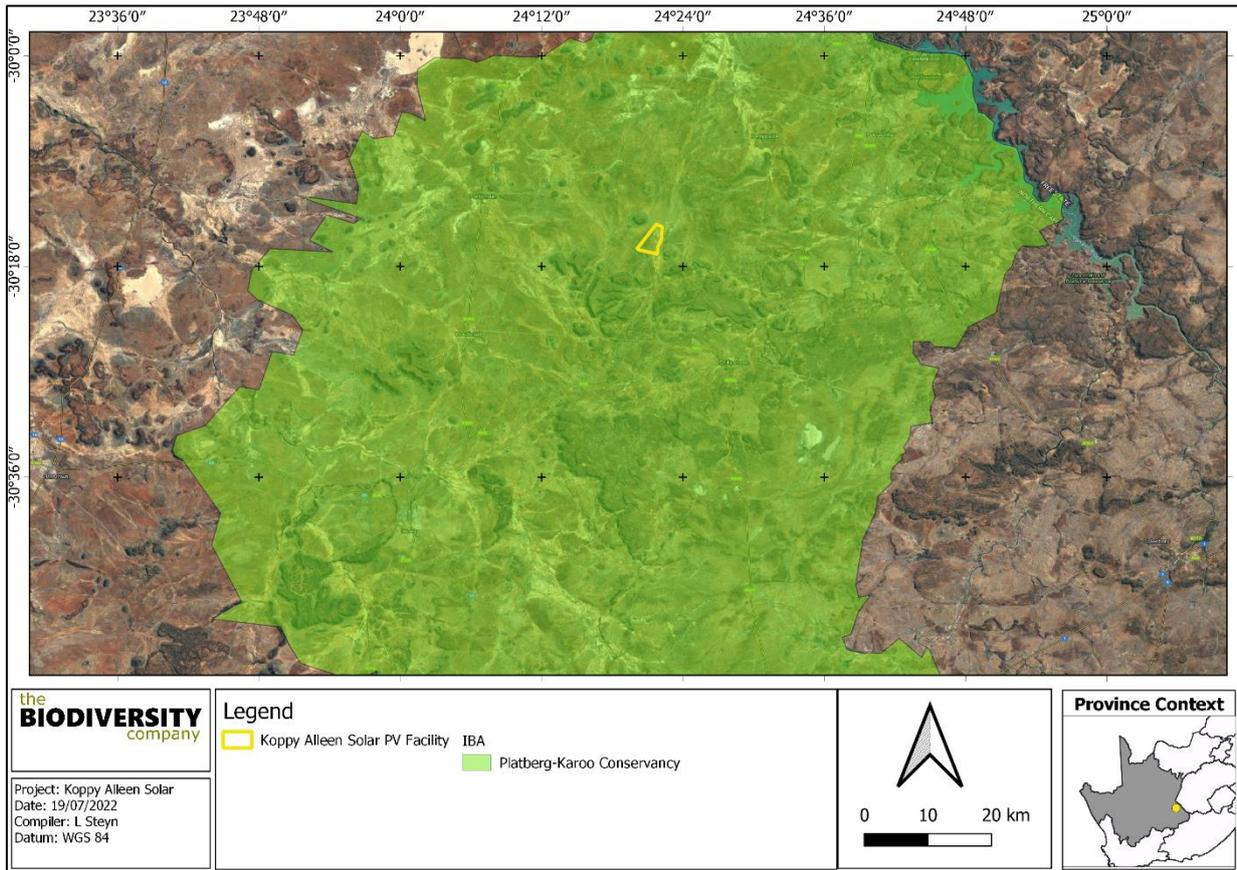 23°36′0″ 23°48′0″ 24°0′0″ 24°12′0″ 24°24′0″ 24°36′0″ 24°48′0″ 25°0′0″
-30°0′0″
-30°18′0″
-30°36′0″
the
BIODIVERSITY
company
Project: Koppy Alleen Solar
Date: 19/07/2022
Compiler: L Steyn
Datum: WGS 84
Legend
Koppy Alleen Solar PV Facility
IBA
Platberg-Karoo Conservancy
0 10 20 km
Province Context